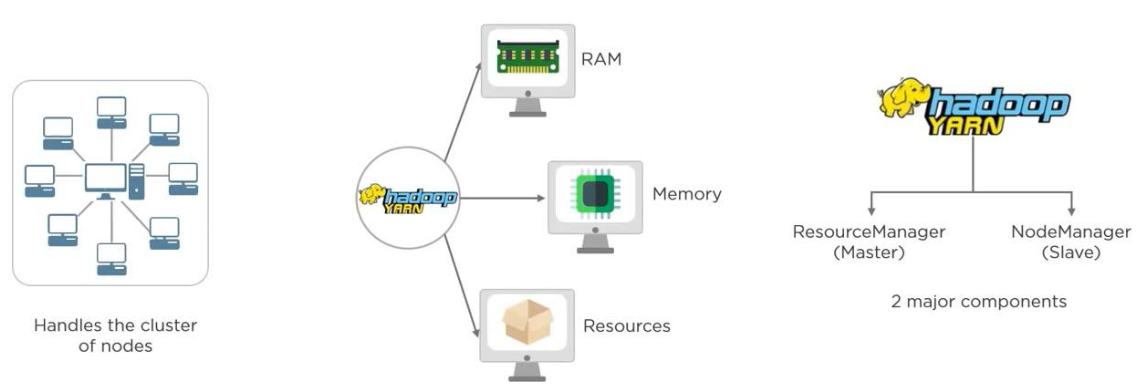 Handles the cluster
of nodes
hadoop
YARN
RAM
Memory
Resources
hadoop
YARN
ResourceManager
(Master)
NodeManager
(Slave)
2 major components